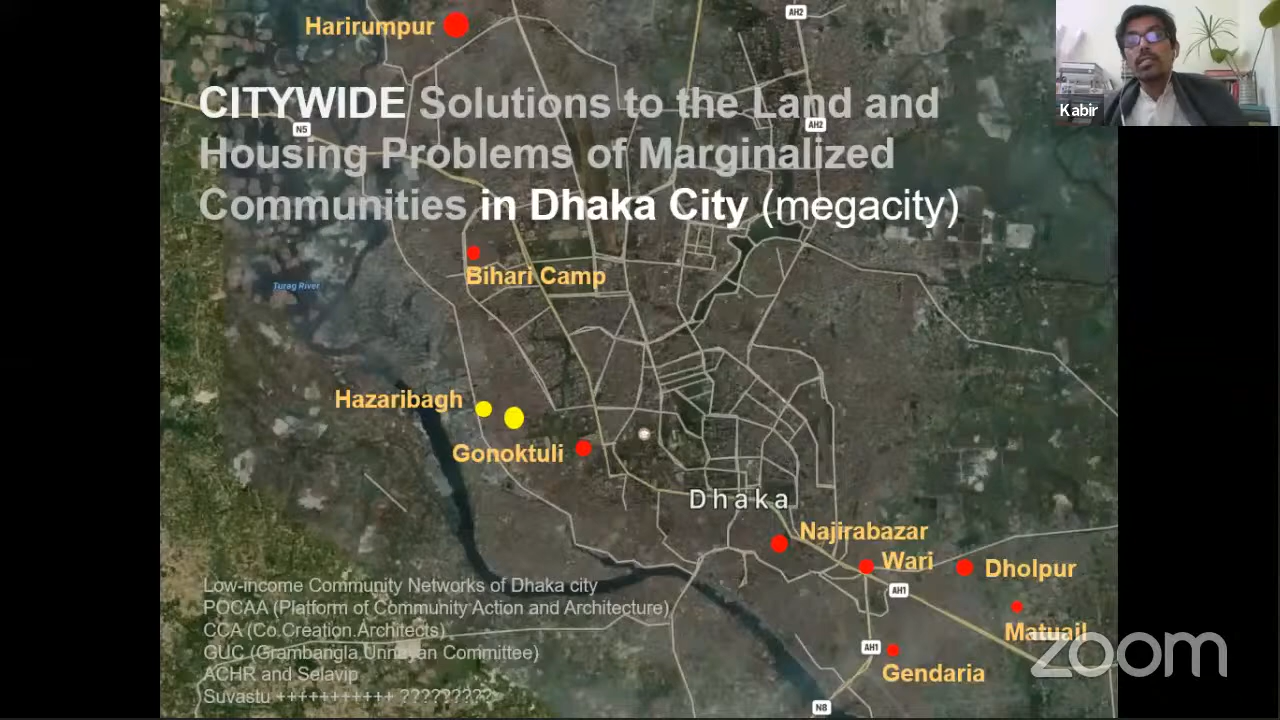 Harirumpur
AH2
CITYWIDE Solutions to the Land and
AH2
N5
Housing Problems of Marginalized
Communities in Dhaka City (megacity)
Kabir
Bihari Camp
Turag River
Hazaribagh
Gonoktuli
Dhaka
Najirabazar
Wari
Dholpur
AH1
Matuail
AH1
Gendaria
N8
Low-income Community Networks of Dhaka city
POCAA (Platform of Community Action and Architecture)
CCA (Co.Creation.Architects)
GUC (Grambangla Unnayan Committee)
ACHR and Selavip
Suvastu +++++++++++ ?????????
zoom